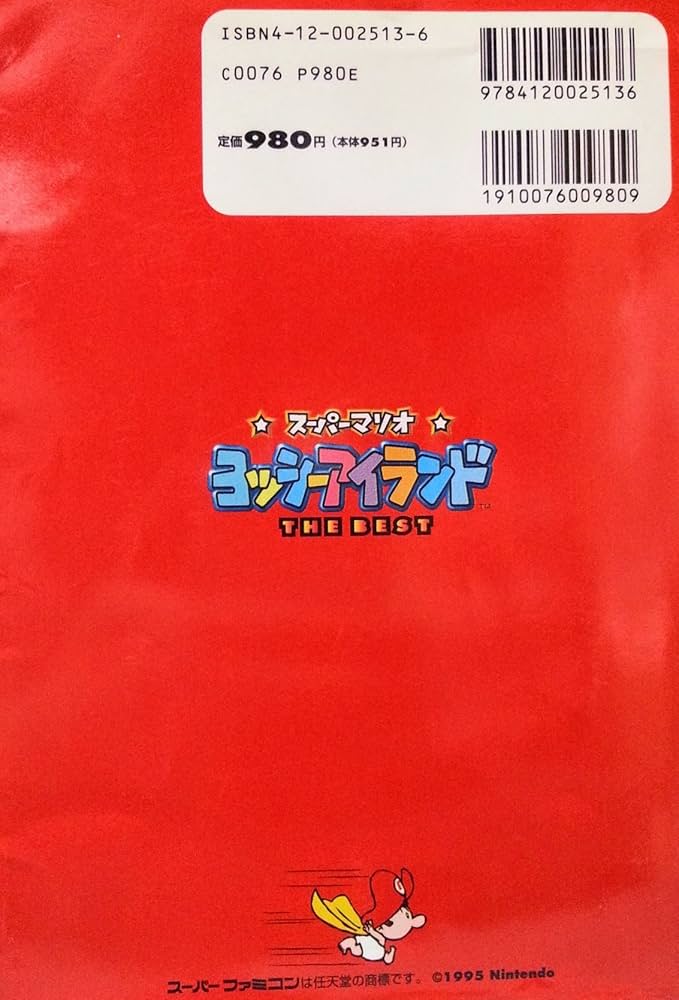 ISBN4-12-002513-6
C0076 P980E
定価980円（本体951円）
9784120025136
1910076009809
☆ スーパーマリオ ☆
ヨッシーアイランド™
THE BEST
スーパーファミコンは任天堂の商標です。 ©1995 Nintendo